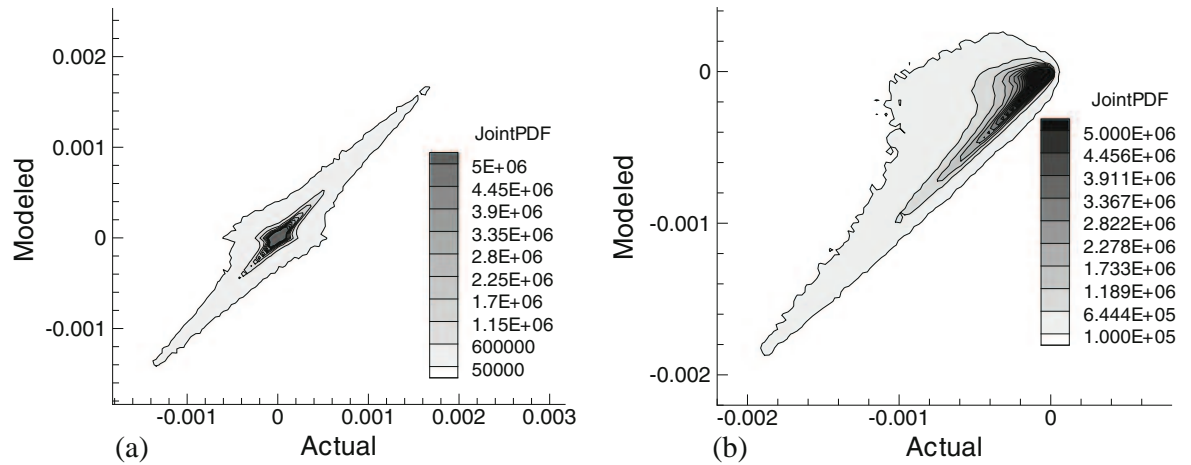 0.002
0.001
0
-0.001
Modeled
-0.001
0
0.001
0.002
0.003
Actual
(a)
JointPDF
5E+06
4.45E+06
3.9E+06
3.35E+06
2.8E+06
2.25E+06
1.7E+06
1.15E+06
600000
50000
0
-0.001
-0.002
Modeled
-0.002
-0.001
0
Actual
(b)
JointPDF
5.000E+06
4.456E+06
3.911E+06
3.367E+06
2.822E+06
2.278E+06
1.733E+06
1.189E+06
6.444E+05
1.000E+05